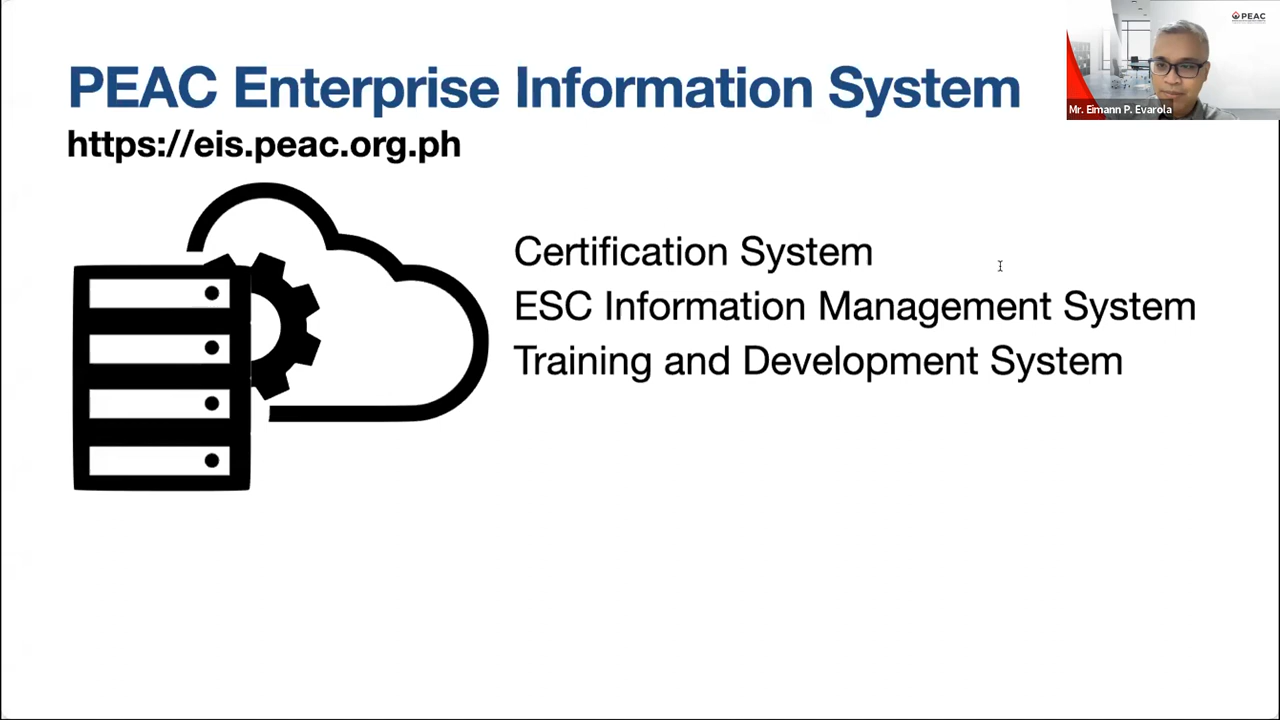 PEAC Enterprise Information System
https://eis.peac.org.ph
Certification System
ESC Information Management System
Training and Development System
PEAC
Mr. Eimann P. Evarola